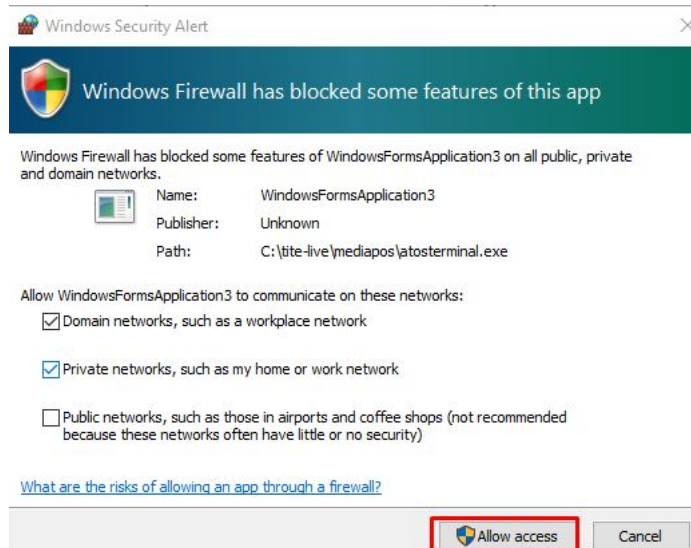 Windows Security Alert
Windows Firewall has blocked some features of this app
Windows Firewall has blocked some features of WindowsFormsApplication3 on all public, private
and domain networks.
Name: WindowsFormsApplication3
Publisher: Unknown
Path: C:\tite-live\mediapos\atosterminal.exe
Allow WindowsFormsApplication3 to communicate on these networks:
Domain networks, such as a workplace network
Private networks, such as my home or work network
Public networks, such as those in airports and coffee shops (not recommended
because these networks often have little or no security)
What are the risks of allowing an app through a firewall?
Allow access Cancel